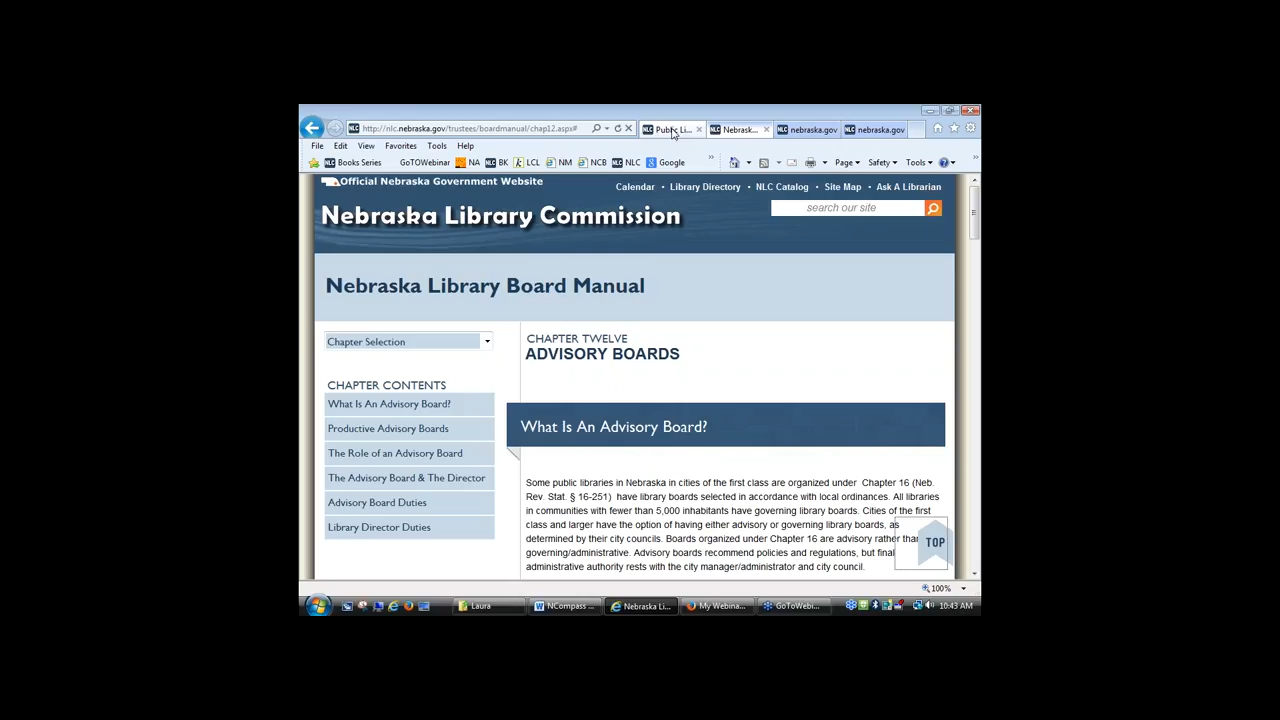 http://nlc.nebraska.gov/trustees/boardmanual/chap12.aspx#
Public Li...
Nebrask...
nebraska.gov
nebraska.gov
File Edit View Favorites Tools Help
Books Series GoTOWebinar NA BK LCL NM NCB NLC Google
Page Safety Tools
Official Nebraska Government Website
Calendar • Library Directory • NLC Catalog • Site Map • Ask A Librarian
Nebraska Library Commission
search our site
Nebraska Library Board Manual
Chapter Selection
CHAPTER CONTENTS
What Is An Advisory Board?
Productive Advisory Boards
The Role of an Advisory Board
The Advisory Board & The Director
Advisory Board Duties
Library Director Duties
CHAPTER TWELVE
ADVISORY BOARDS
What Is An Advisory Board?
Some public libraries in Nebraska in cities of the first class are organized under Chapter 16 (Neb.
Rev. Stat. § 16-251) have library boards selected in accordance with local ordinances. All libraries
in communities with fewer than 5,000 inhabitants have governing library boards. Cities of the first
class and larger have the option of having either advisory or governing library boards, as
determined by their city councils. Boards organized under Chapter 16 are advisory rather than
governing/administrative. Advisory boards recommend policies and regulations, but final
administrative authority rests with the city manager/administrator and city council.
TOP
100%
Laura
NCompass ...
Nebraska Li...
My Webina...
GoToWebi...
10:43 AM